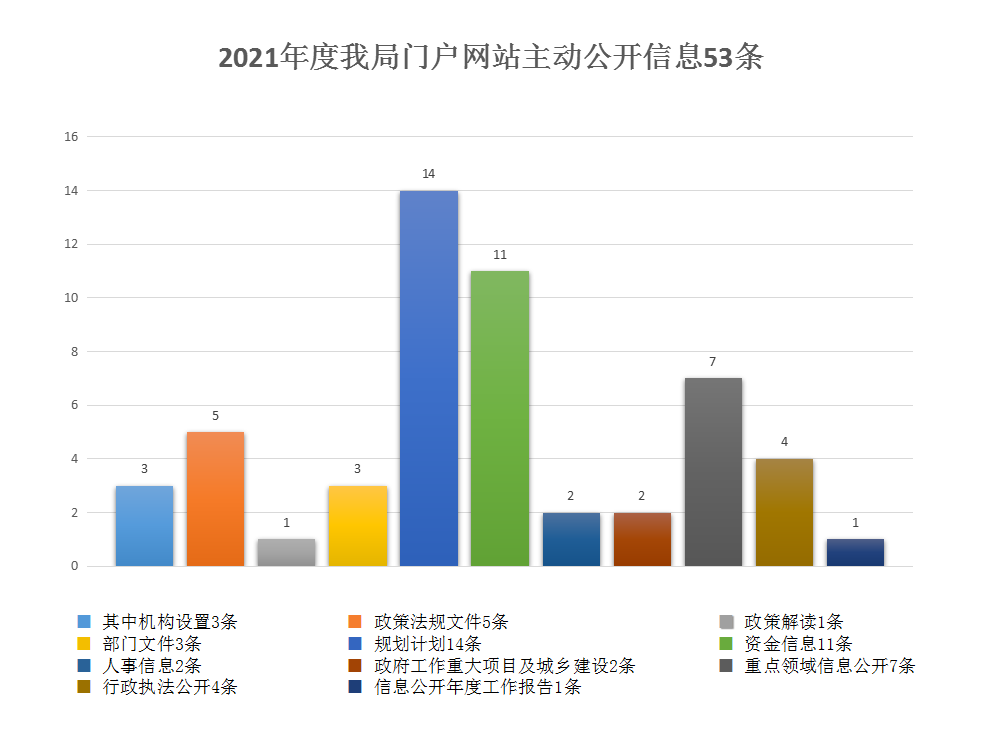 2021年度我局门户网站主动公开信息53条
16
14
12
10
8
6
4
2
0
3
5
1
3
14
11
2
2
7
4
1
其中机构设置3条
政策法规文件5条
政策解读1条
部门文件3条
规划计划14条
资金信息11条
人事信息2条
政府工作重大项目及城乡建设2条
重点领域信息公开7条
行政执法公开4条
信息公开年度工作报告1条